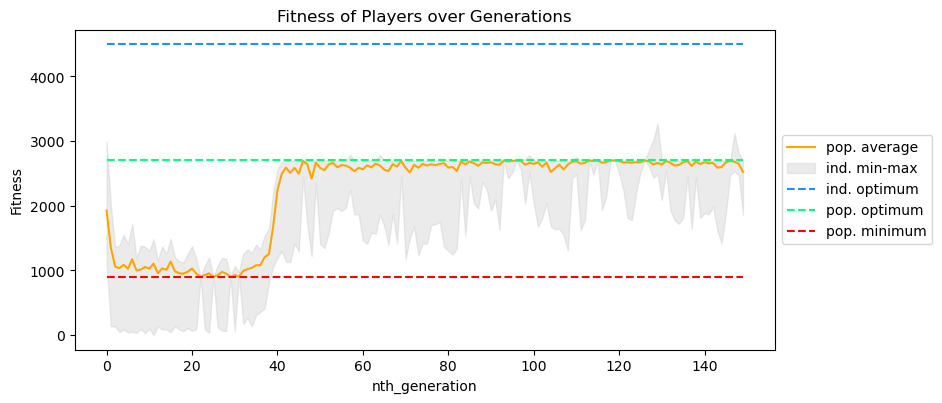 Fitness of Players over Generations
Fitness
4000
3000
2000
1000
0
0 20 40 60 80 100 120 140
nth_generation
pop. average
ind. min-max
ind. optimum
pop. optimum
pop. minimum